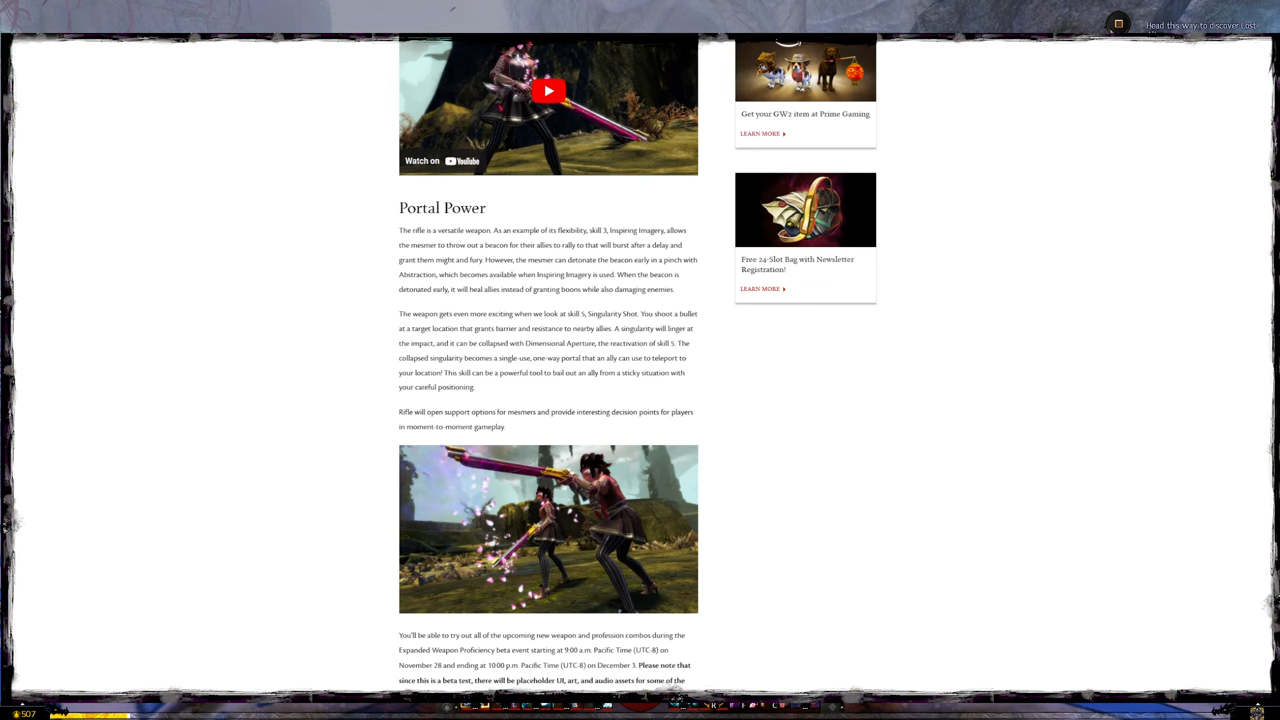 Head this way to discover Lost
Watch on YouTube
Get your GW2 item at Prime Gaming
LEARN MORE
Portal Power
The rifle is a versatile weapon. As an example of its flexibility, skill 3, Inspiring Imagery, allows
the mesmer to throw out a beacon for their allies to rally to that will burst after a delay and
grant them might and fury. However, the mesmer can detonate the beacon early in a pinch with
Abstraction, which becomes available when Inspiring Imagery is used. When the beacon is
detonated early, it will heal allies instead of granting boons while also damaging enemies.
Free 24-Slot Bag with Newsletter
Registration!
LEARN MORE
The weapon gets even more exciting when we look at skill 5, Singularity Shot. You shoot a bullet
at a target location that grants barrier and resistance to nearby allies. A singularity will linger at
the impact, and it can be collapsed with Dimensional Aperture, the reactivation of skill 5. The
collapsed singularity becomes a single-use, one-way portal that an ally can use to teleport to
your location! This skill can be a powerful tool to bail out an ally from a sticky situation with
your careful positioning.
Rifle will open support options for mesmers and provide interesting decision points for players
in moment-to-moment gameplay.
You'll be able to try out all of the upcoming new weapon and profession combos during the
Expanded Weapon Proficiency beta event starting at 9:00 a.m. Pacific Time (UTC-8) on
November 28 and ending at 10:00 p.m. Pacific Time (UTC-8) on December 3. Please note that
since this is a beta test, there will be placeholder UI, art, and audio assets for some of the
507